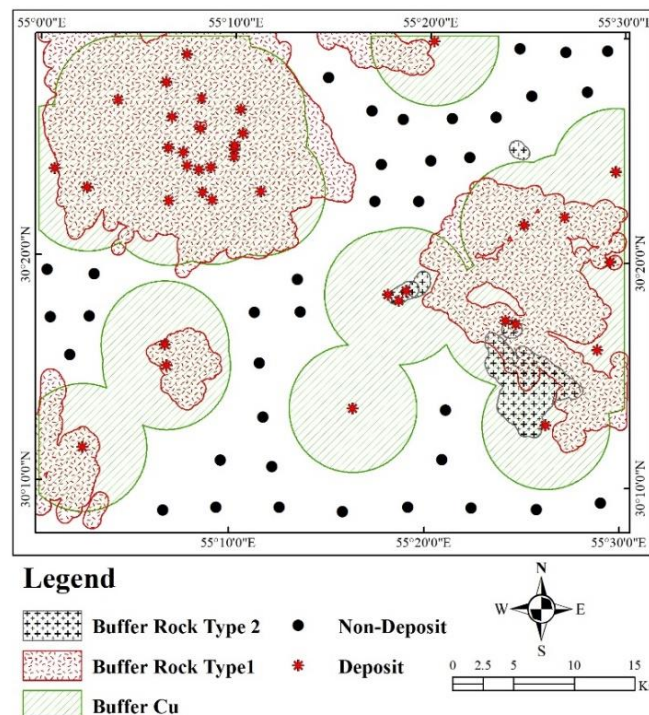 55°0'0"E 55°10'0"E 55°20'0"E 55°30'0"E
30°20'0"N 30°20'0"N
30°10'0"N 30°10'0"N
55°10'0"E 55°20'0"E 55°30'0"E
Legend
Buffer Rock Type 2
Non-Deposit
Buffer Rock Type1
Deposit
Buffer Cu
N
W E
S
0 2.5 5 10 15